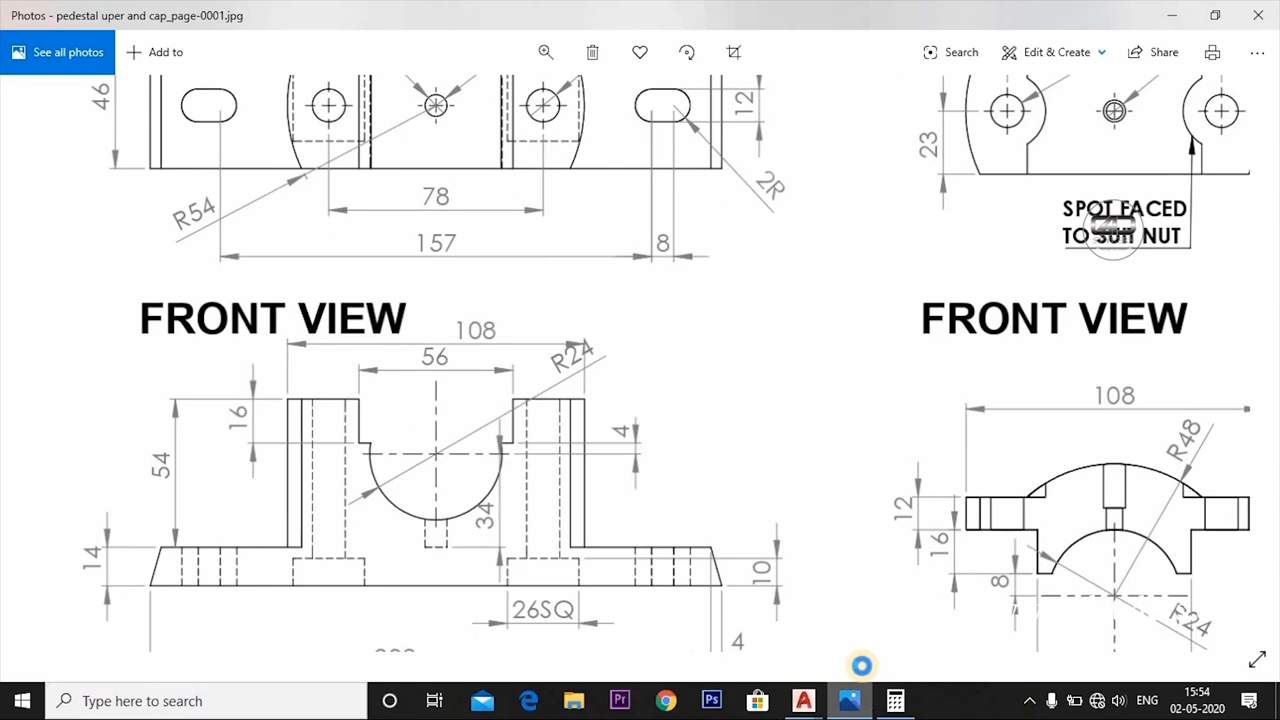 Photos - pedestal uper and cap_page-0001.jpg
See all photos
Add to
Search
Edit & Create
Share
46
12
2R
R54
78
157
8
23
SPOT FACED
TO SUIT NUT
FRONT VIEW
108
56
R24
16
4
54
34
14
10
26SQ
4
FRONT VIEW
108
R48
12
16
8
R24
Type here to search
Pr
Ps
A
ENG
15:54
02-05-2020